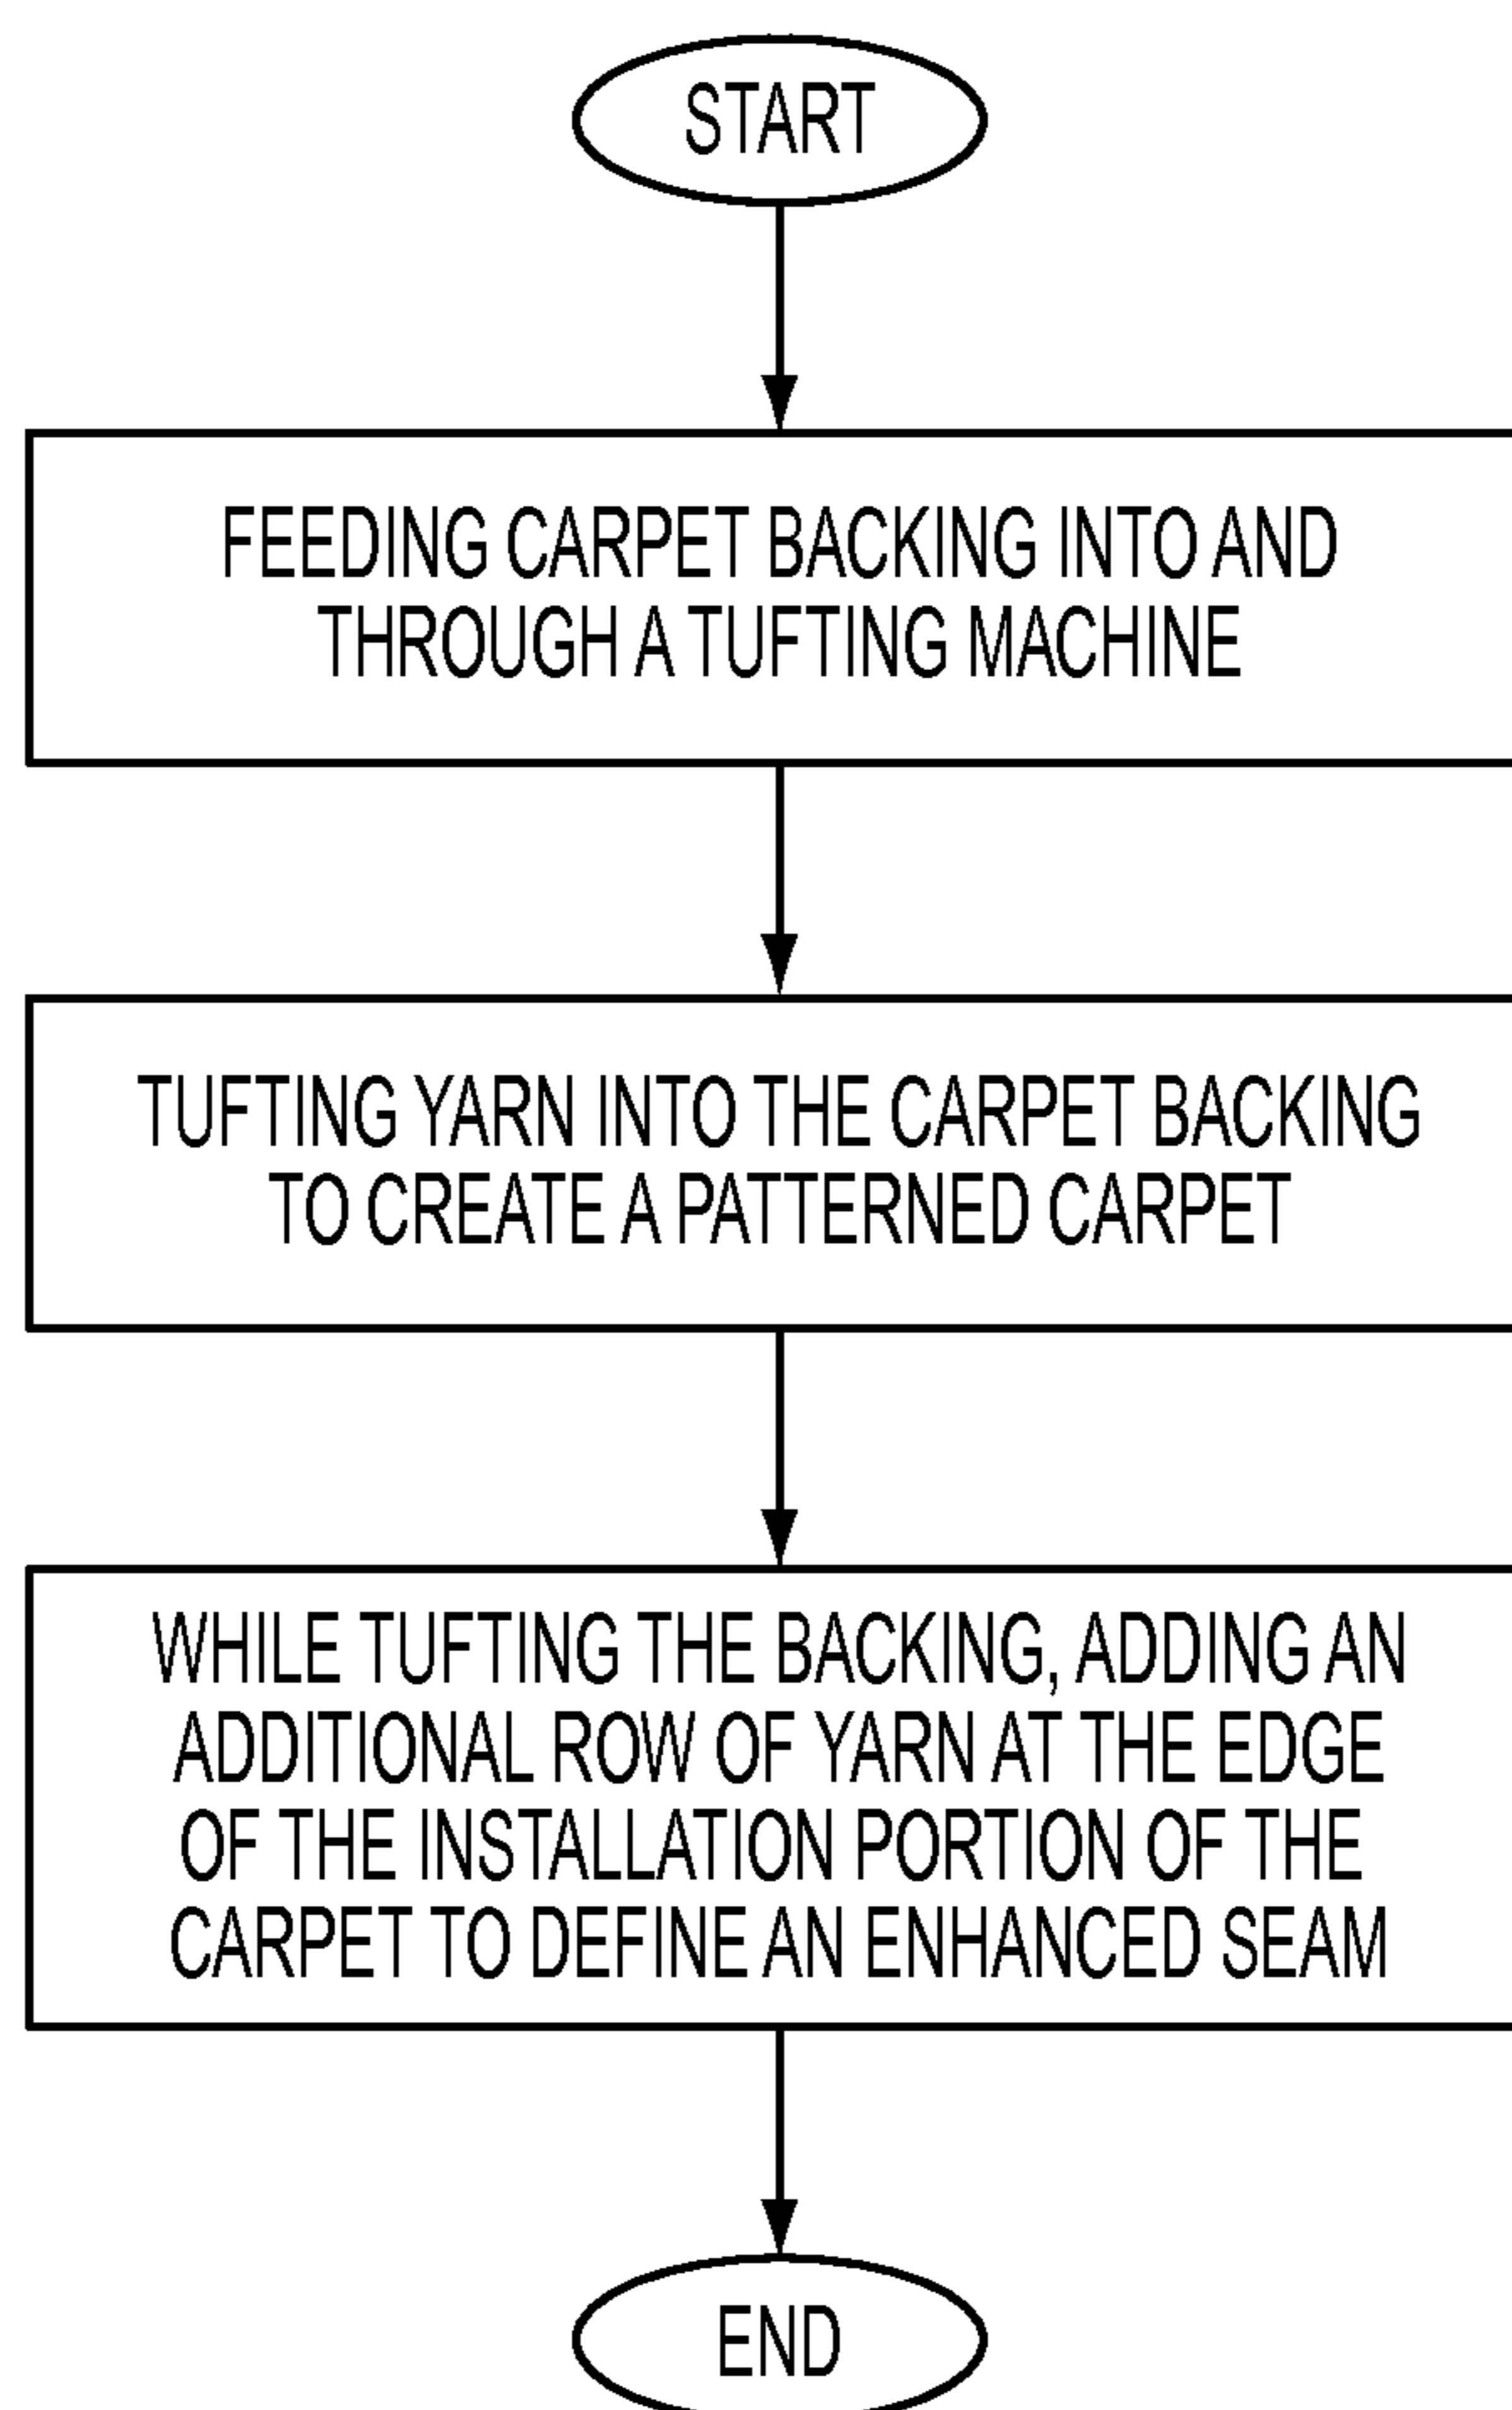 START
FEEDING CARPET BACKING INTO AND
THROUGH A TUFTING MACHINE
TUFTING YARN INTO THE CARPET BACKING
TO CREATE A PATTERNED CARPET
WHILE TUFTING THE BACKING, ADDING AN
ADDITIONAL ROW OF YARN AT THE EDGE
OF THE INSTALLATION PORTION OF THE
CARPET TO DEFINE AN ENHANCED SEAM
END